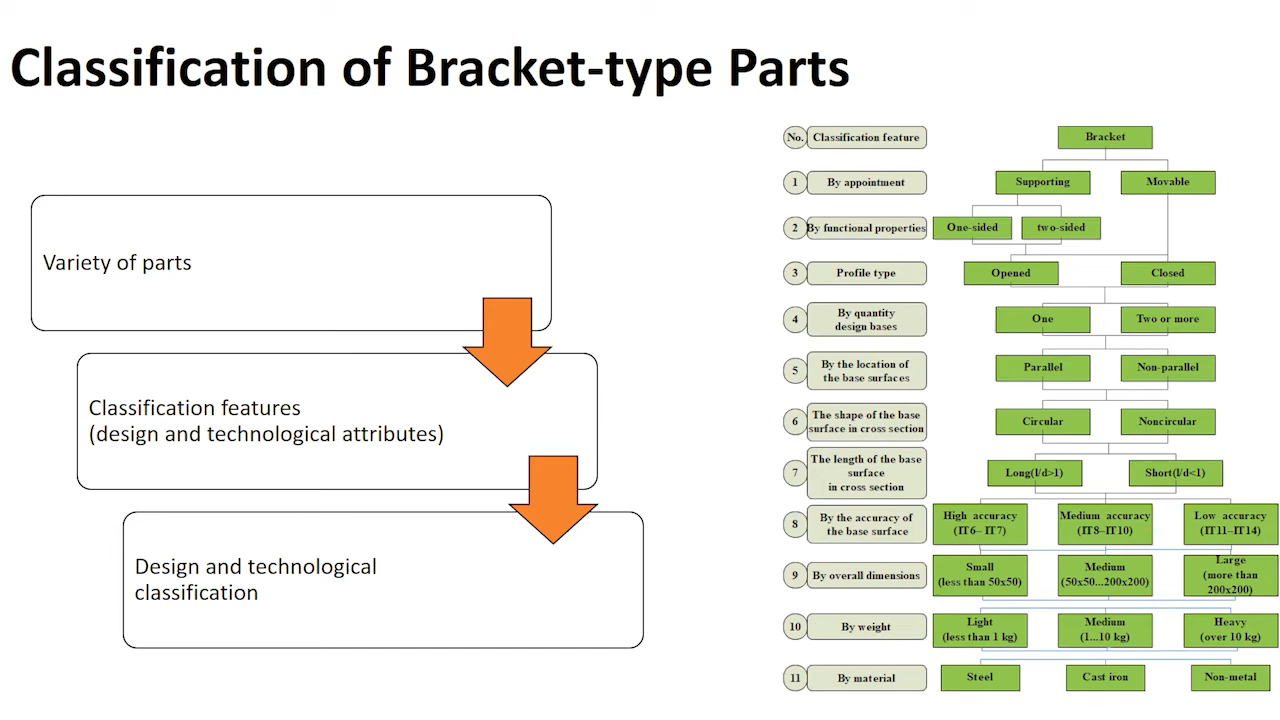 Classification of Bracket-type Parts
Variety of parts
Classification features
(design and technological attributes)
Design and technological
classification
No. Classification feature Bracket
1 By appointment Supporting Movable
2 By functional properties One-sided two-sided
3 Profile type Opened Closed
4 By quantity
design bases One Two or more
5 By the location of
the base surfaces Parallel Non-parallel
6 The shape of the base
surface in cross section Circular Noncircular
7 The length of the base
surface
in cross section Long(l/d>1) Short(l/d<1)
8 By the accuracy of
the base surface
High accuracy
(IT6– IT7)
Medium accuracy
(IT8–IT10)
Low accuracy
(IT11–IT14)
9 By overall dimensions
Small
(less than 50x50)
Medium
(50x50...200x200)
Large
(more than
200x200)
10 By weight
Light
(less than 1 kg)
Medium
(1...10 kg)
Heavy
(over 10 kg)
11 By material Steel Cast iron Non-metal